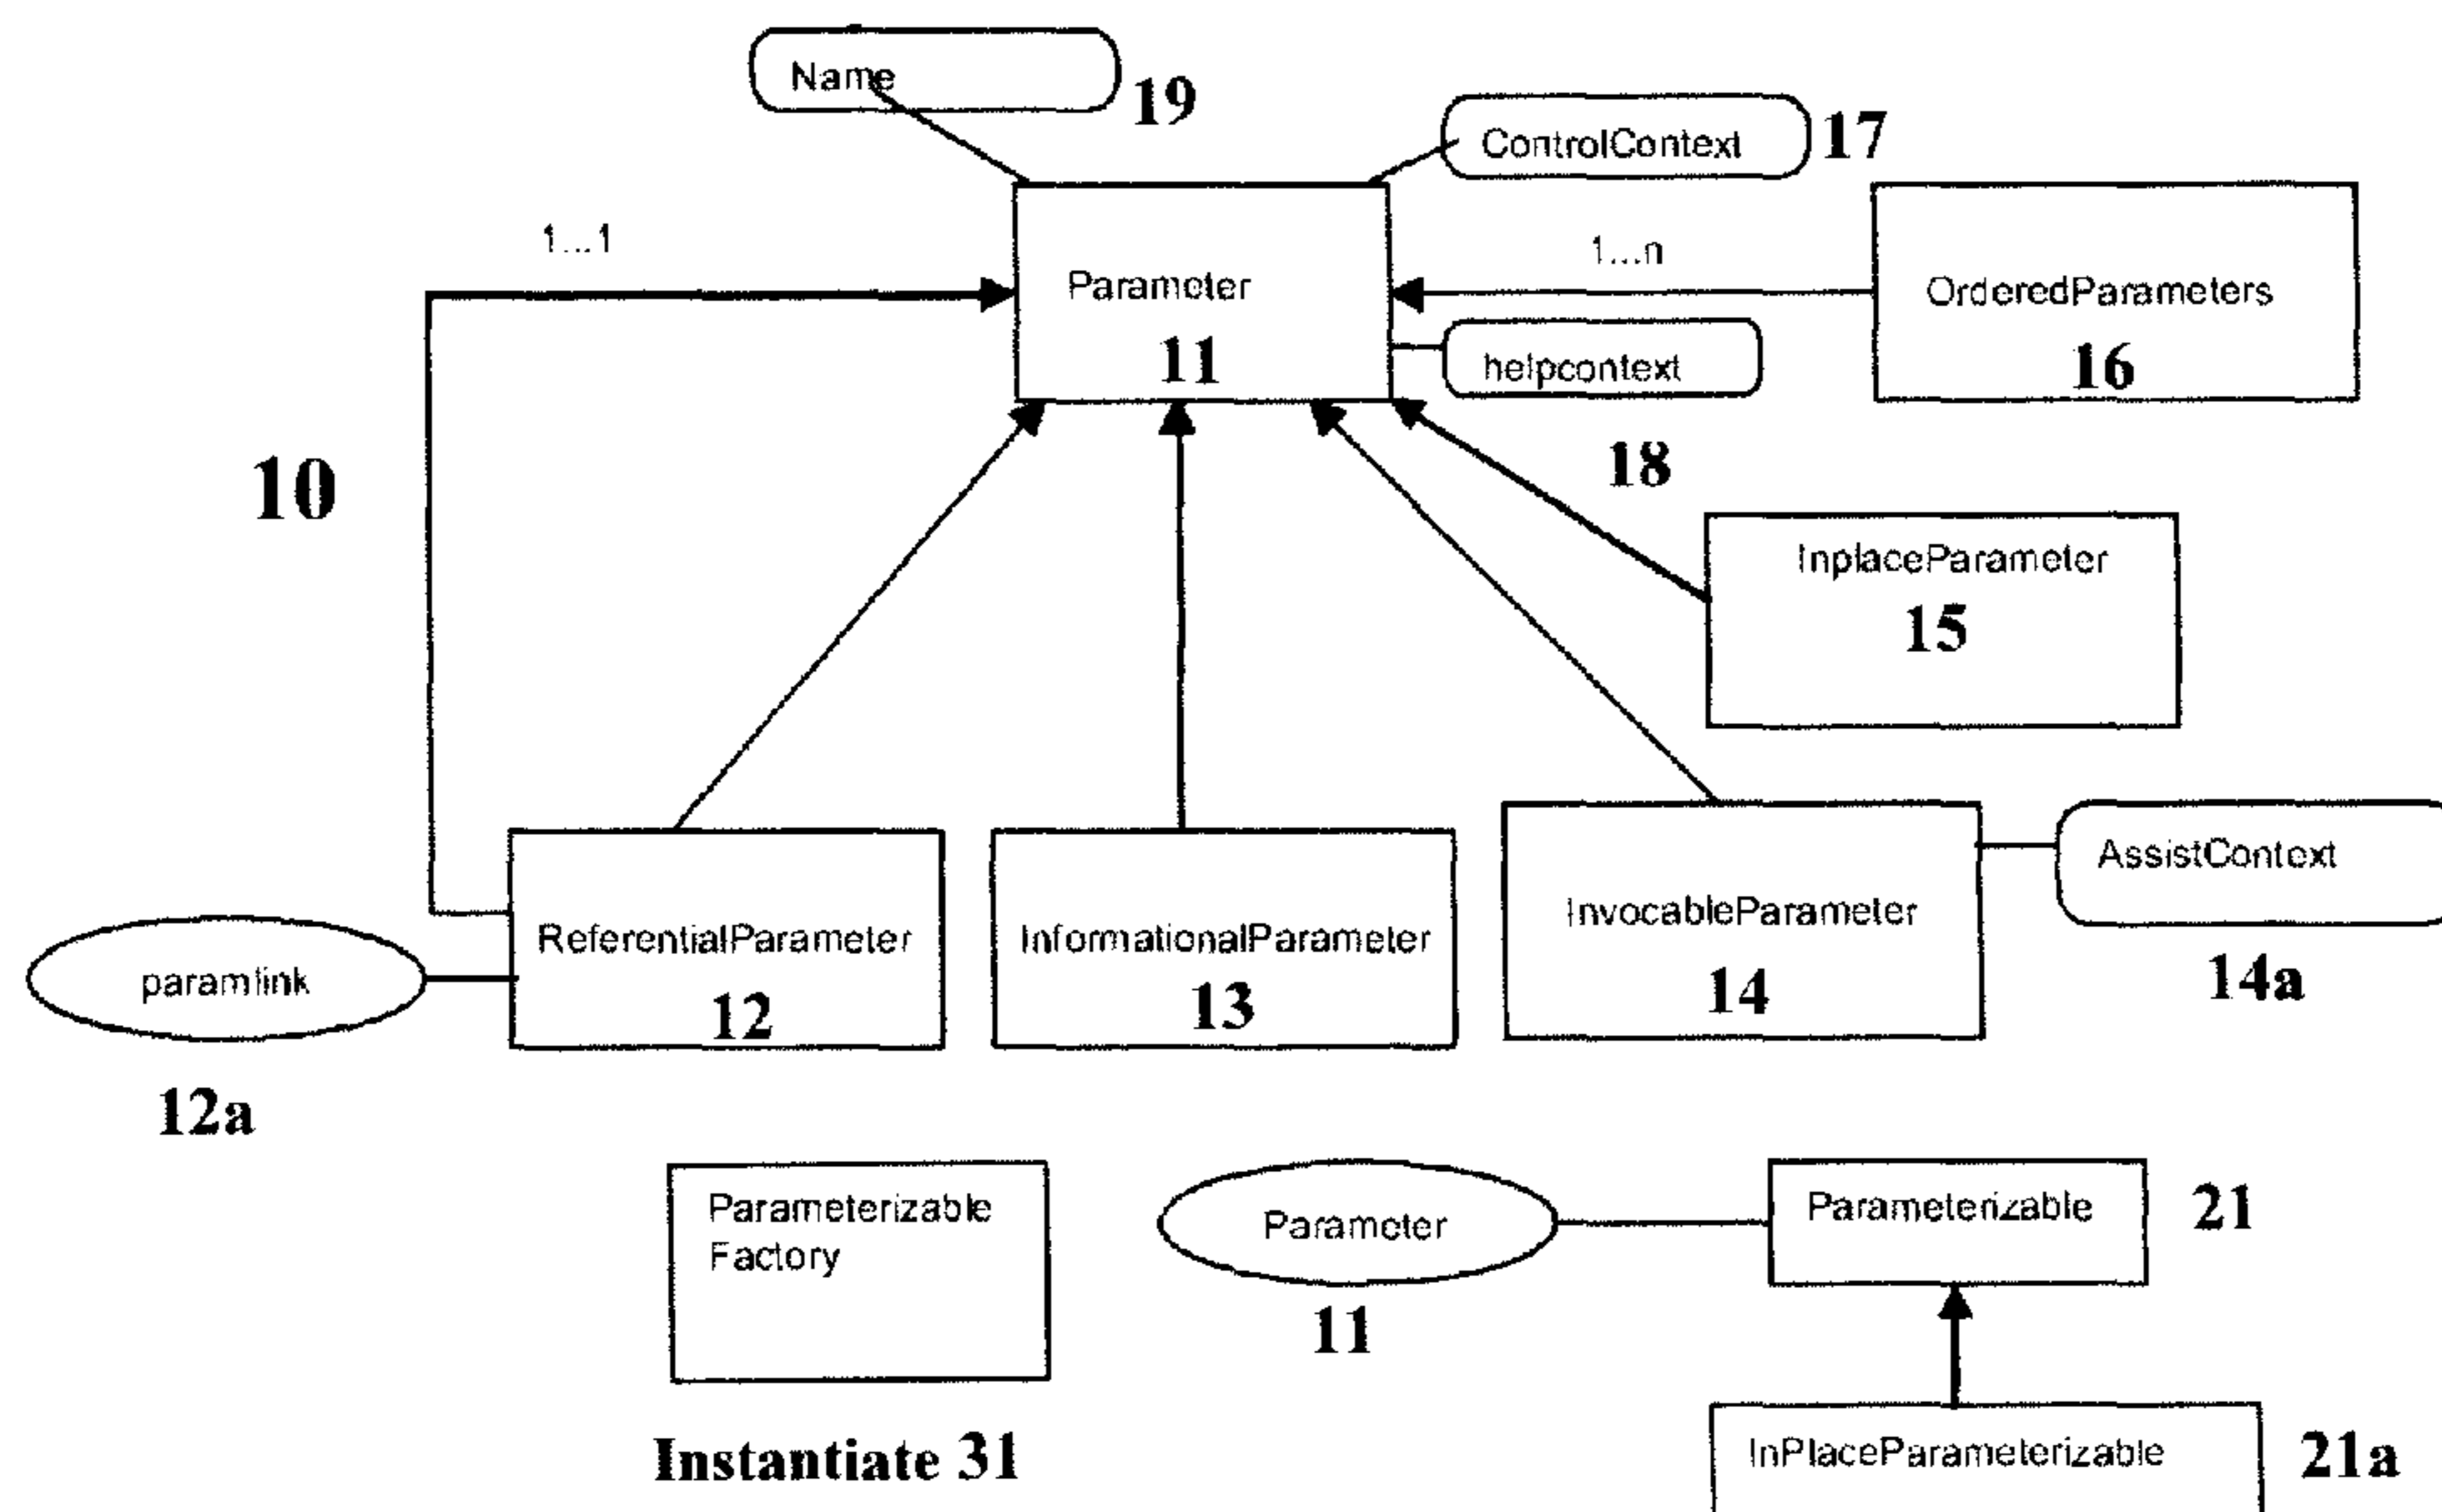 Name
19
ControlContext
17
1...1
Parameter
11
1...n
OrderedParameters
16
helpcontext
10
18
InplaceParameter
15
ReferentialParameter
12
InformationalParameter
13
InvocableParameter
14
AssistContext
14a
paramlink
12a
Parameterizable
Factory
Instantiate 31
Parameter
11
Parameterizable
21
InPlaceParameterizable
21a